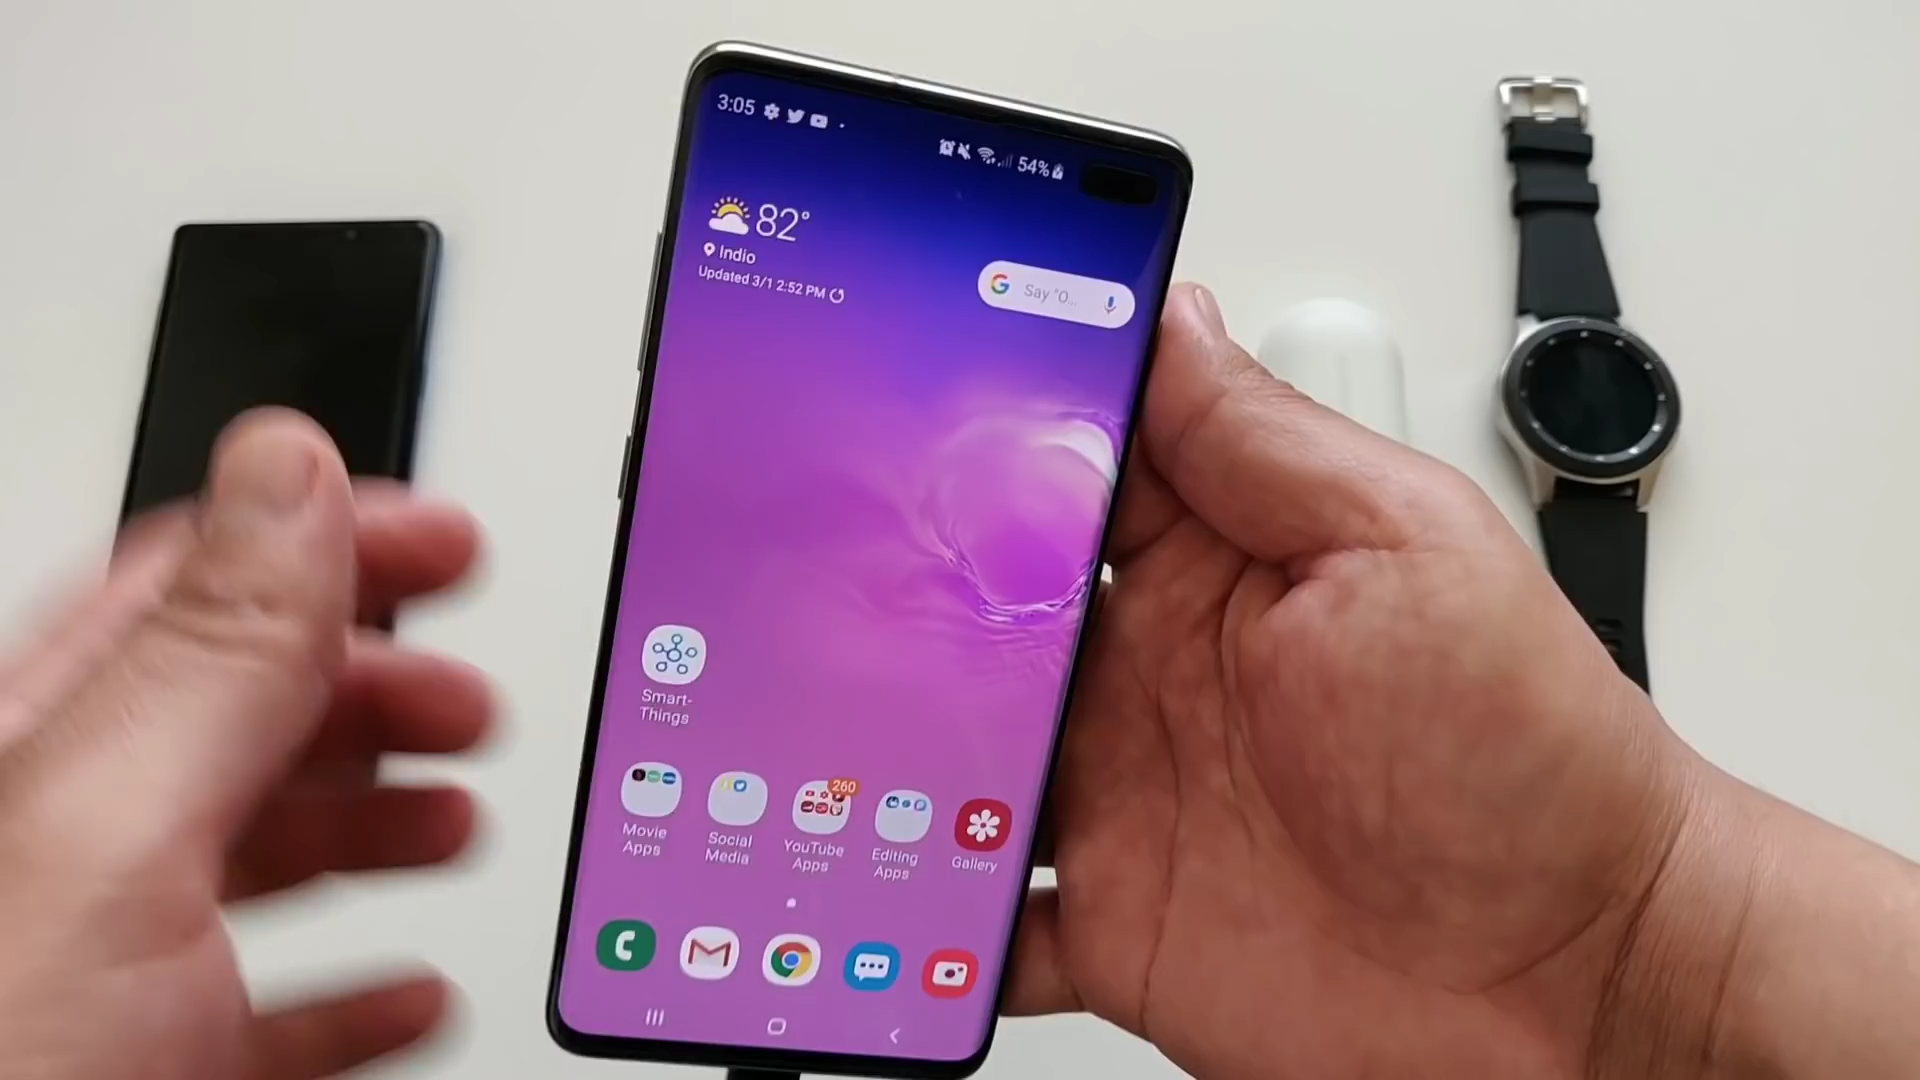 3:05
54%
82°
Indio
Updated 3/1 2:52 PM
Say "O...
Smart-
Things
260
Movie
Apps
Social
Media
YouTube
Apps
Editing
Apps
Gallery